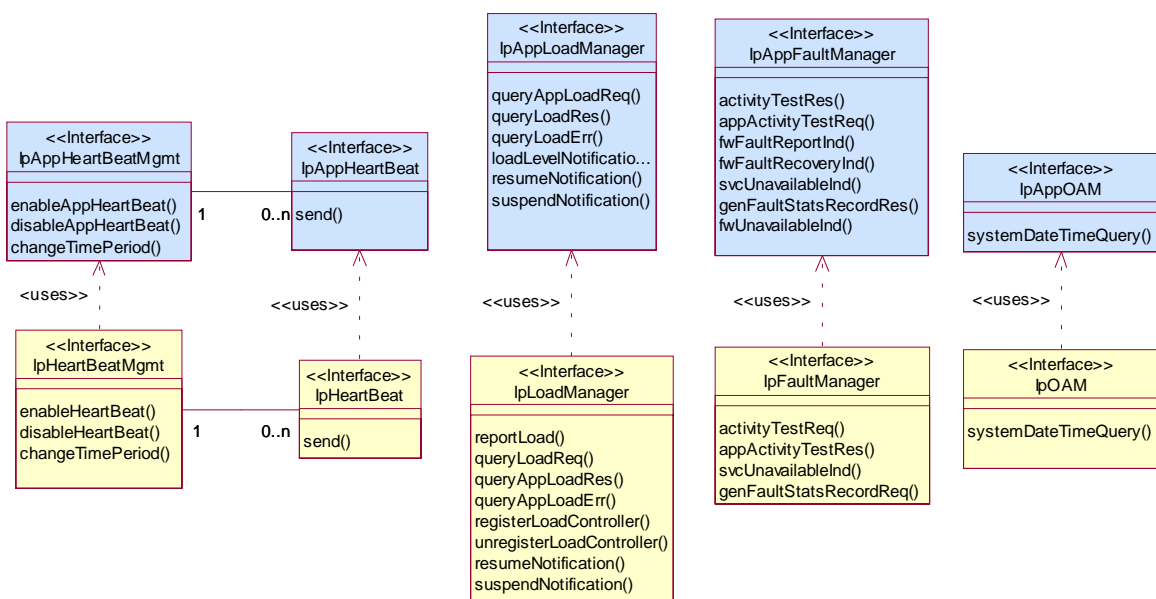 <<Interface>>
IpAppHeartBeatMgmt
enableAppHeartBeat()
disableAppHeartBeat()
changeTimePeriod()
1
0..n
<<Interface>>
IpAppHeartBeat
send()
<<Interface>>
IpAppLoadManager
queryAppLoadReq()
queryLoadRes()
queryLoadErr()
loadLevelNotificatio...
resumeNotification()
suspendNotification()
<<Interface>>
IpAppFaultManager
activityTestRes()
appActivityTestReq()
fwFaultReportInd()
fwFaultRecoveryInd()
svcUnavailableInd()
genFaultStatsRecordRes()
fwUnavailableInd()
<<Interface>>
IpAppOAM
systemDateTimeQuery()
<uses>>
<<uses>>
<<uses>>
<<uses>>
<<uses>>
<<Interface>>
IpHeartBeatMgmt
enableHeartBeat()
disableHeartBeat()
changeTimePeriod()
1
0..n
<<Interface>>
IpHeartBeat
send()
<<Interface>>
IpLoadManager
reportLoad()
queryLoadReq()
queryAppLoadRes()
queryAppLoadErr()
registerLoadController()
unregisterLoadController()
resumeNotification()
suspendNotification()
<<Interface>>
IpFaultManager
activityTestReq()
appActivityTestRes()
svcUnavailableInd()
genFaultStatsRecordReq()
<<Interface>>
IpOAM
systemDateTimeQuery()